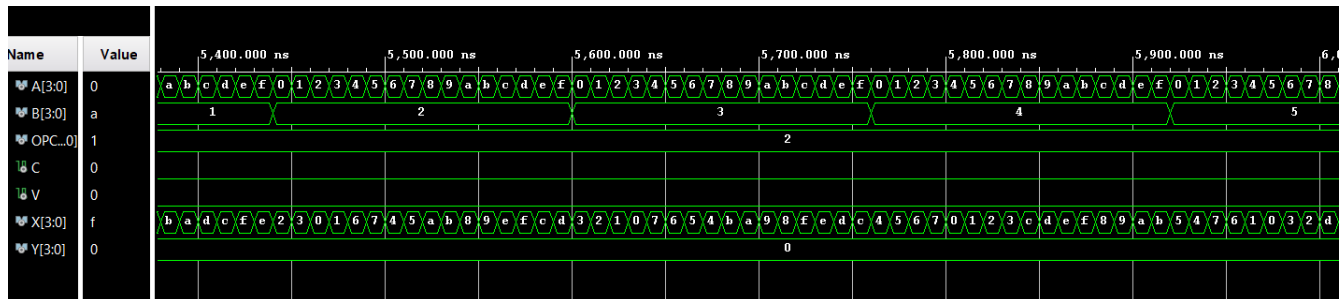 Name Value 5,400.000 ns 5,500.000 ns 5,600.000 ns 5,700.000 ns 5,800.000 ns 5,900.000 ns 6,0
A[3:0] 0 a b c d e f 0 1 2 3 4 5 6 7 8 9 a b c d e f 0 1 2 3 4 5 6 7 8 9 a b c d e f 0 1 2 3 4 5 6 7 8 9 a b c d e f 0 1 2 3 4 5 6 7 8
B[3:0] a 1 2 3 4 5
OPC...0] 1 2
C 0
V 0
X[3:0] f b a d c f e 2 3 0 1 6 7 4 5 a b 8 9 e f c d 3 2 1 0 7 6 5 4 b a 9 8 f e d c 4 5 6 7 0 1 2 3 c d e f 8 9 a b 5 4 7 6 1 0 3 2 d
Y[3:0] 0 0